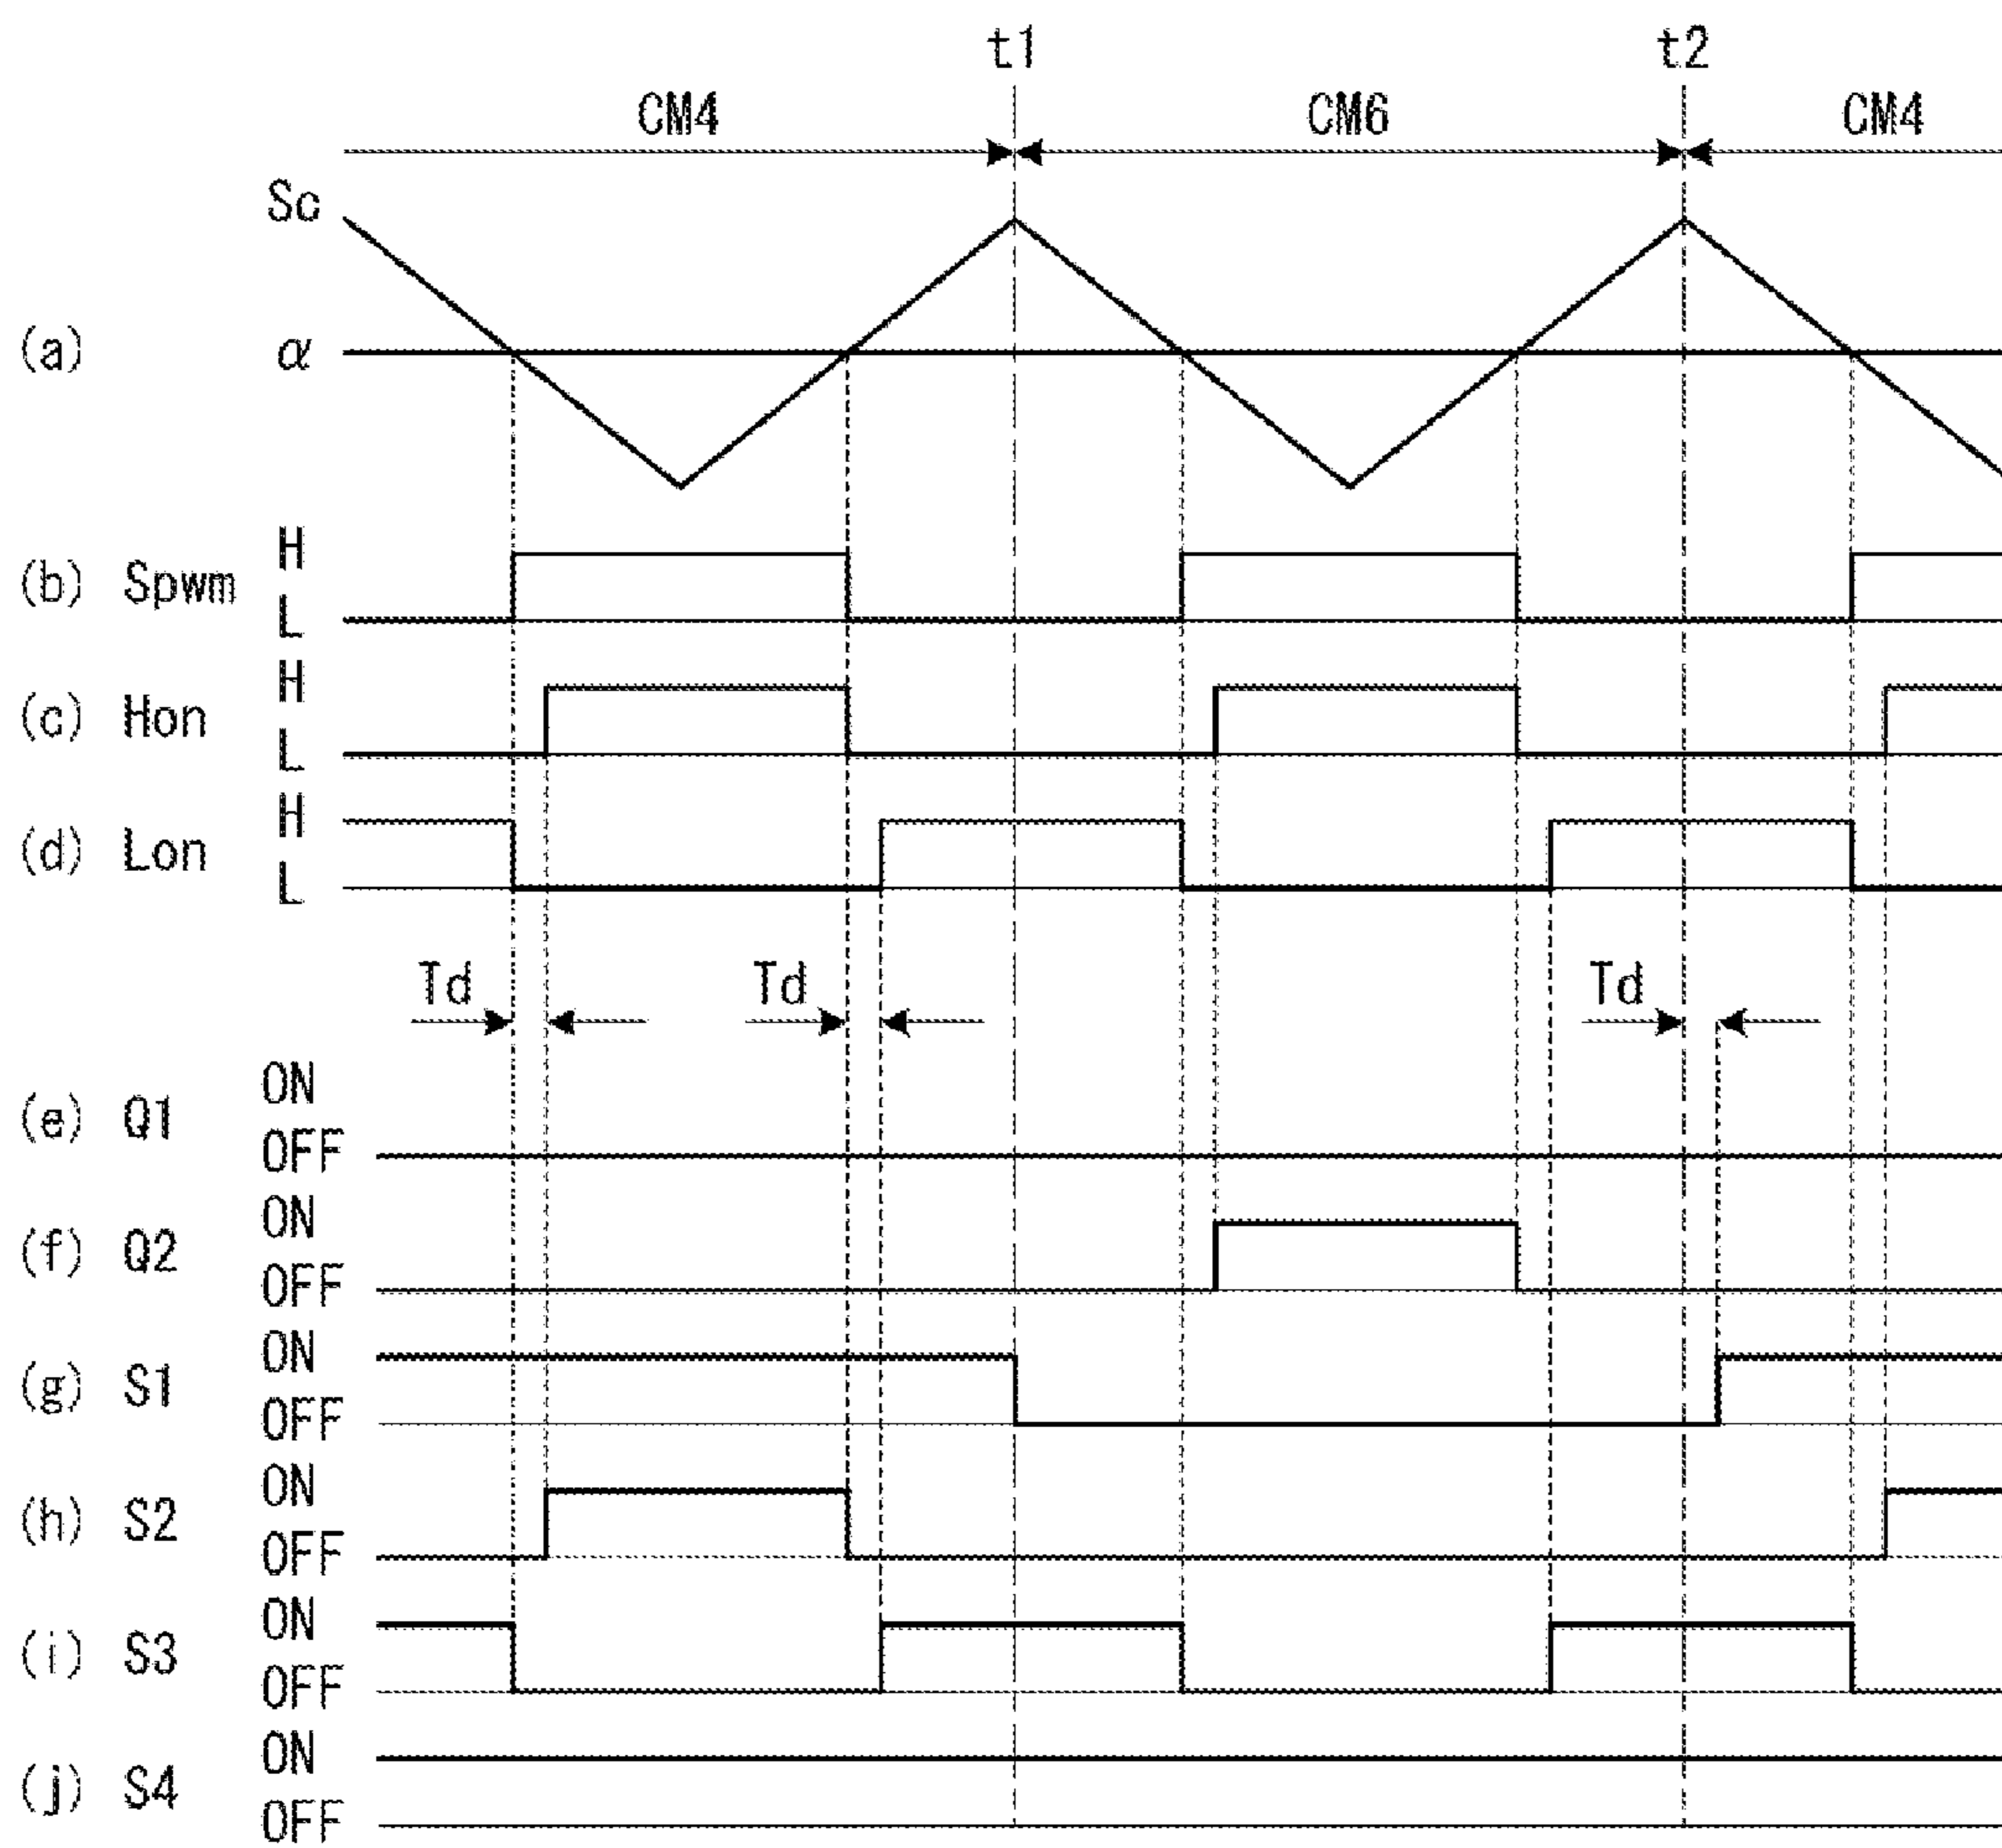 t1 t2
CM4 CM6 CM4
Sc
(a) α
(b) Spwm H L
(c) Hon H L
(d) Lon H L
Td Td Td
(e) Q1 ON OFF
(f) Q2 ON OFF
(g) S1 ON OFF
(h) S2 ON OFF
(i) S3 ON OFF
(j) S4 ON OFF